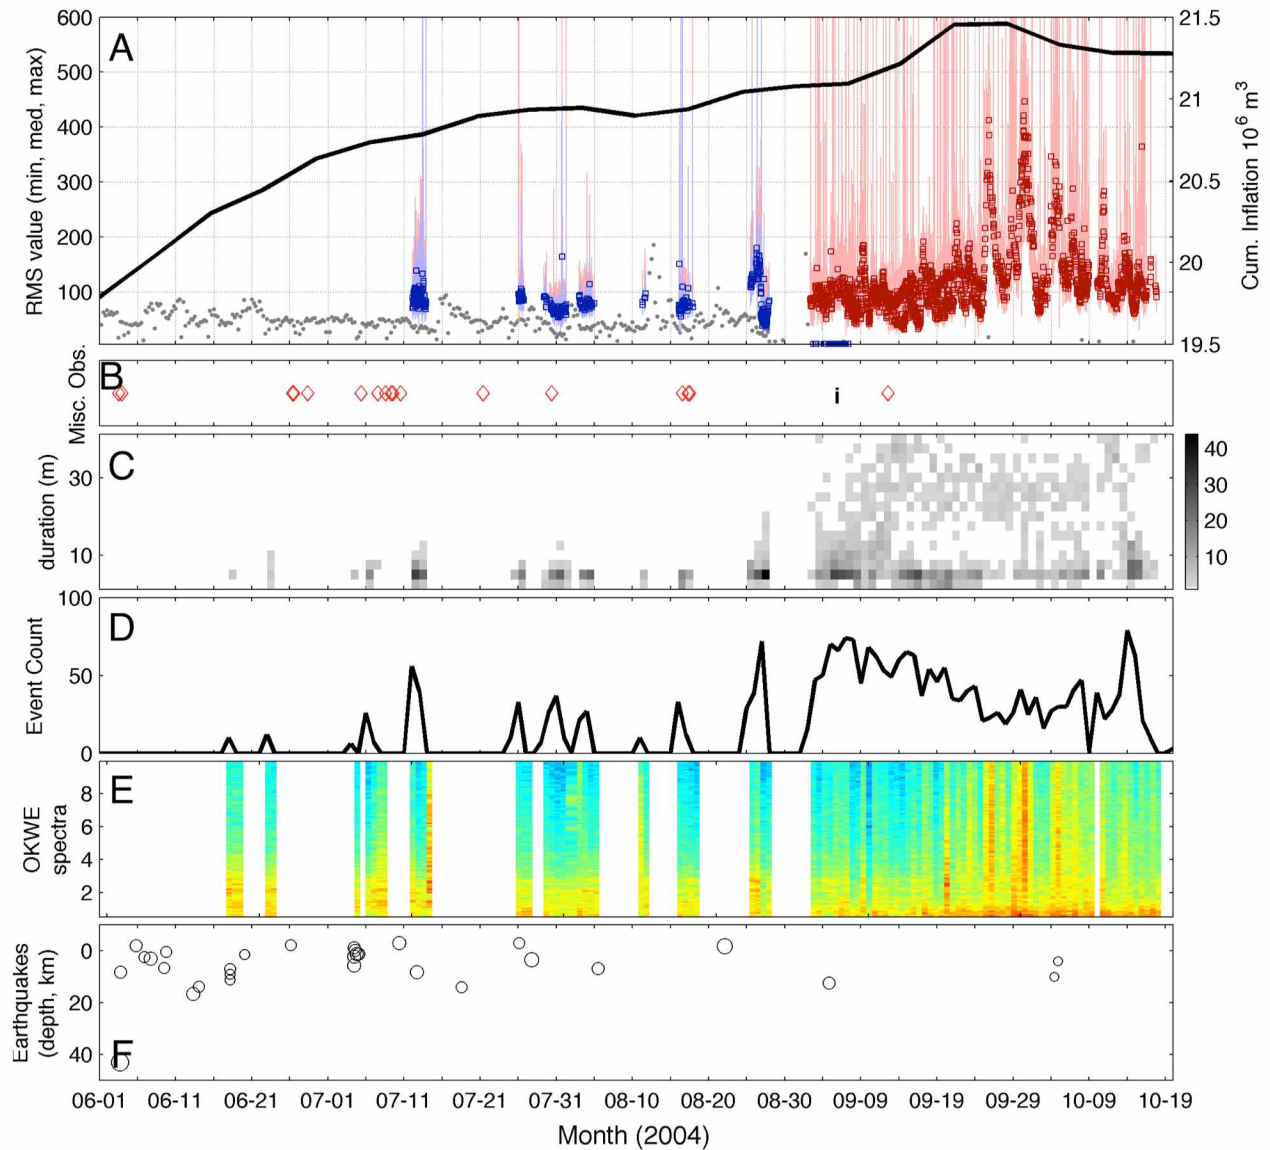 A
600
500
400
300
200
100
RMS value (min, med, max)
21.5
21
20.5
20
19.5
Cum. Inflation 10⁶ m³
B
Misc. Obs.
i
C
30
10
duration (m)
40
30
20
10
D
100
50
0
Event Count
E
8
6
4
2
OKWE
spectra
F
0
20
40
Earthquakes
(depth, km)
06-01 06-11 06-21 07-01 07-11 07-21 07-31 08-10 08-20 08-30 09-09 09-19 09-29 10-09 10-19
Month (2004)